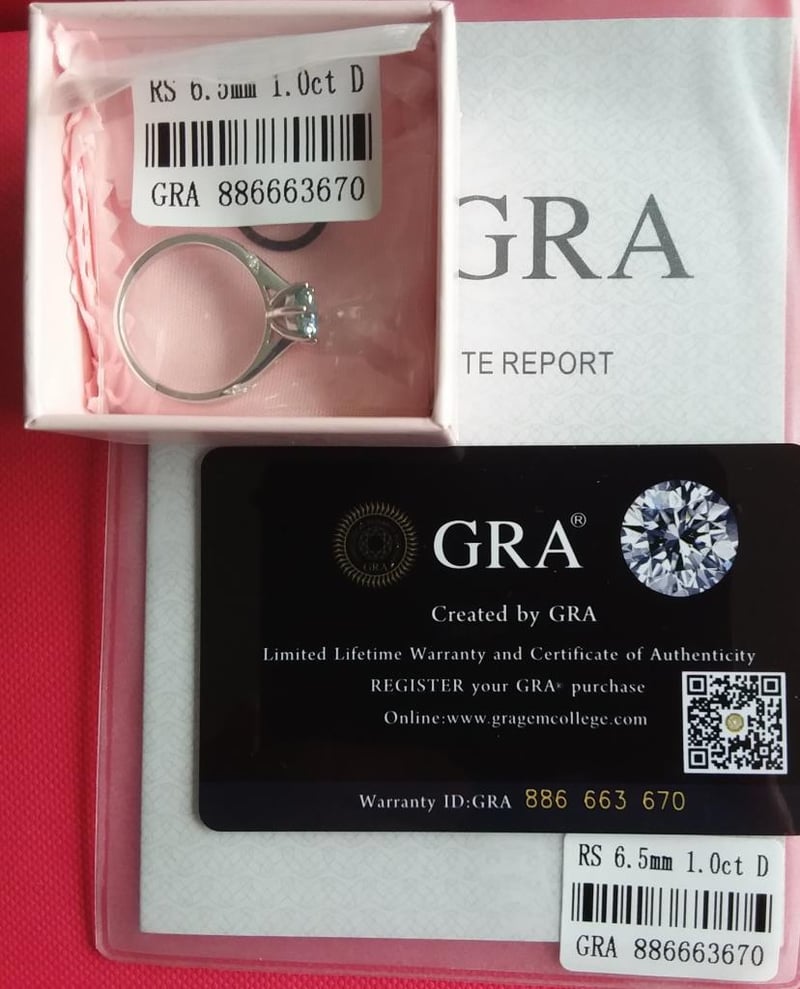 RS 6.5mm 1.0ct D
GRA 886663670
GRA
TE REPORT
GRA
GRA®
Created by GRA
Limited Lifetime Warranty and Certificate of Authenticity
REGISTER your GRA® purchase
Online:www.gragemcollege.com
Warranty ID:GRA 886 663 670
RS 6.5mm 1.0ct D
GRA 886663670